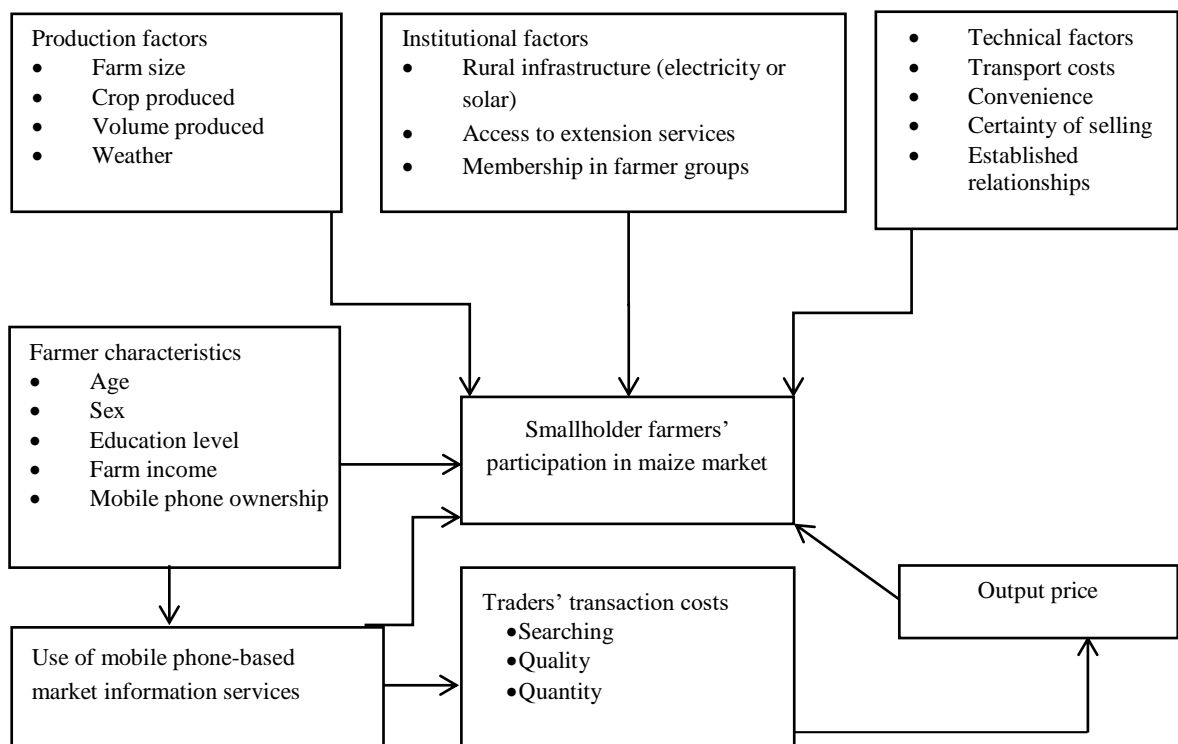 Production factors
• Farm size
• Crop produced
• Volume produced
• Weather
Institutional factors
• Rural infrastructure (electricity or
solar)
• Access to extension services
• Membership in farmer groups
• Technical factors
• Transport costs
• Convenience
• Certainty of selling
• Established
relationships
Farmer characteristics
• Age
• Sex
• Education level
• Farm income
• Mobile phone ownership
Smallholder farmers’
participation in maize market
Use of mobile phone-based
market information services
Traders’ transaction costs
•Searching
•Quality
•Quantity
Output price